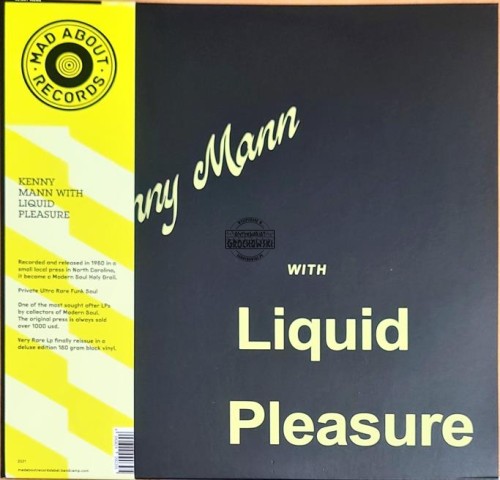 MAD ABOUT
RECORDS
KENNY
MANN WITH
LIQUID
PLEASURE
Recorded and released in 1980 in a
small local press in North Carolina,
it became a Modern Soul Holy Grail.
Private Ultra Rare Funk Soul
One of the most sought after LPs
by collectors of Modern Soul.
The original press is always sold
over 1000 usd.
Very Rare Lp finally reissue in a
deluxe edition 180 gram black vinyl.
nny Mann
GROCHOWSKI
WITH
Liquid
Pleasure